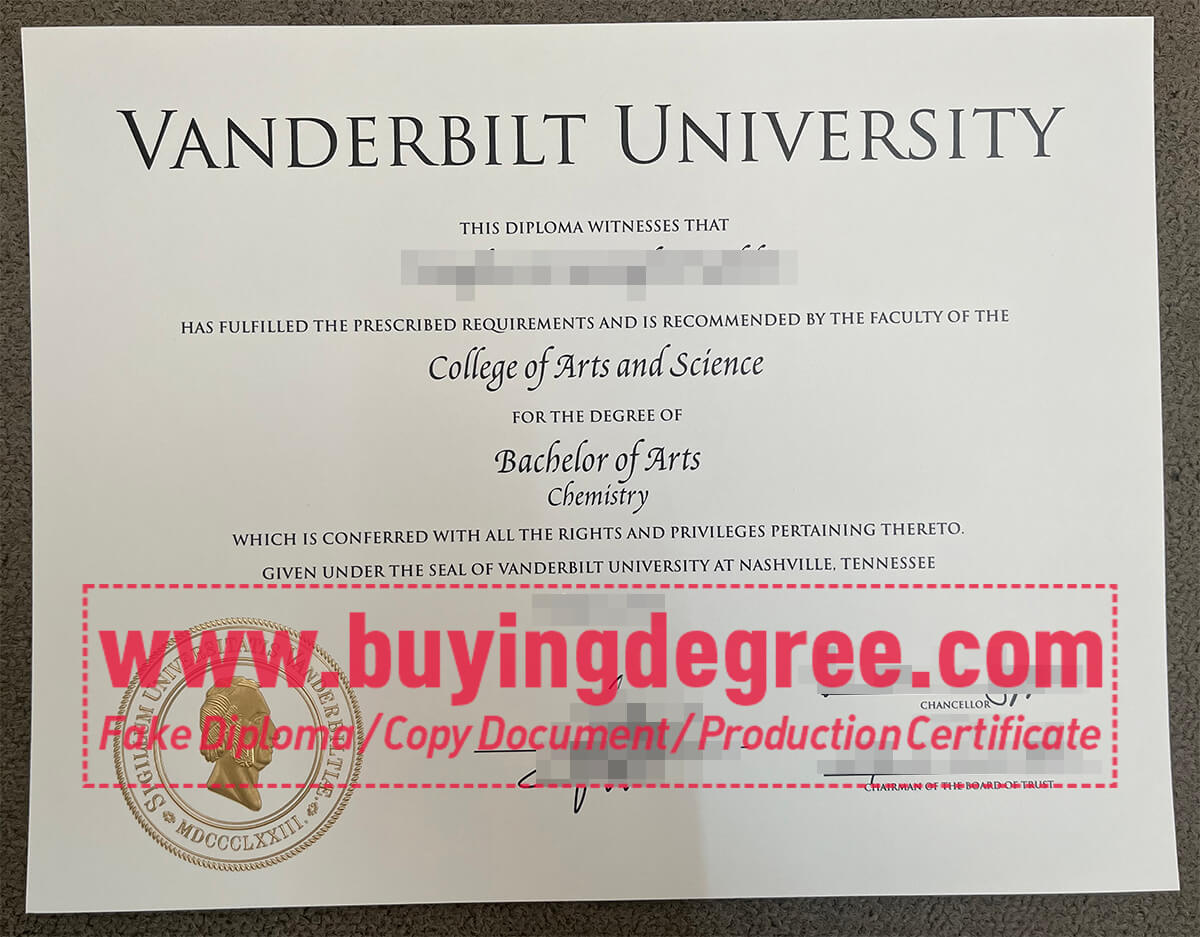 VANDERBILT UNIVERSITY
THIS DIPLOMA WITNESSES THAT
HAS FULFILLED THE PRESCRIBED REQUIREMENTS AND IS RECOMMENDED BY THE FACULTY OF THE
College of Arts and Science
FOR THE DEGREE OF
Bachelor of Arts
Chemistry
WHICH IS CONFERRED WITH ALL THE RIGHTS AND PRIVILEGES PERTAINING THERETO.
GIVEN UNDER THE SEAL OF VANDERBILT UNIVERSITY AT NASHVILLE, TENNESSEE
www.buyingdegree.com
Fake Diploma / Copy Document / Production Certificate
SIGILLUM UNIVERSITATIS VANDERBILTIAE.
MDCCCLXXIII.
CHANCELLOR
CHAIRMAN OF THE BOARD OF TRUST